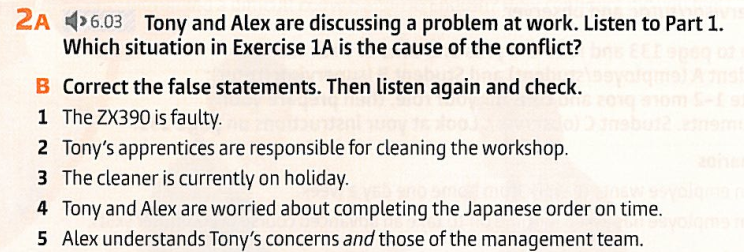 2A 6.03 Tony and Alex are discussing a problem at work. Listen to Part 1.
Which situation in Exercise 1A is the cause of the conflict?
B Correct the false statements. Then listen again and check.
1 The ZX390 is faulty.
2 Tony's apprentices are responsible for cleaning the workshop.
3 The cleaner is currently on holiday.
4 Tony and Alex are worried about completing the Japanese order on time.
5 Alex understands Tony's concerns and those of the management team.